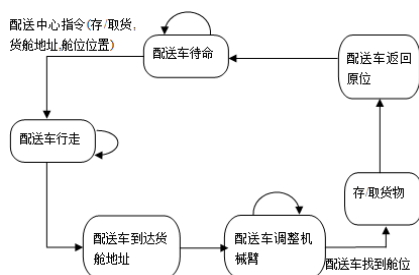 配送中心指令(存/取货,
货舱地址,舱位位置)
配送车待命
配送车返回
原位
配送车行走
存/取货物
配送车到达货
舱地址
配送车调整机
械臂
配送车找到舱位